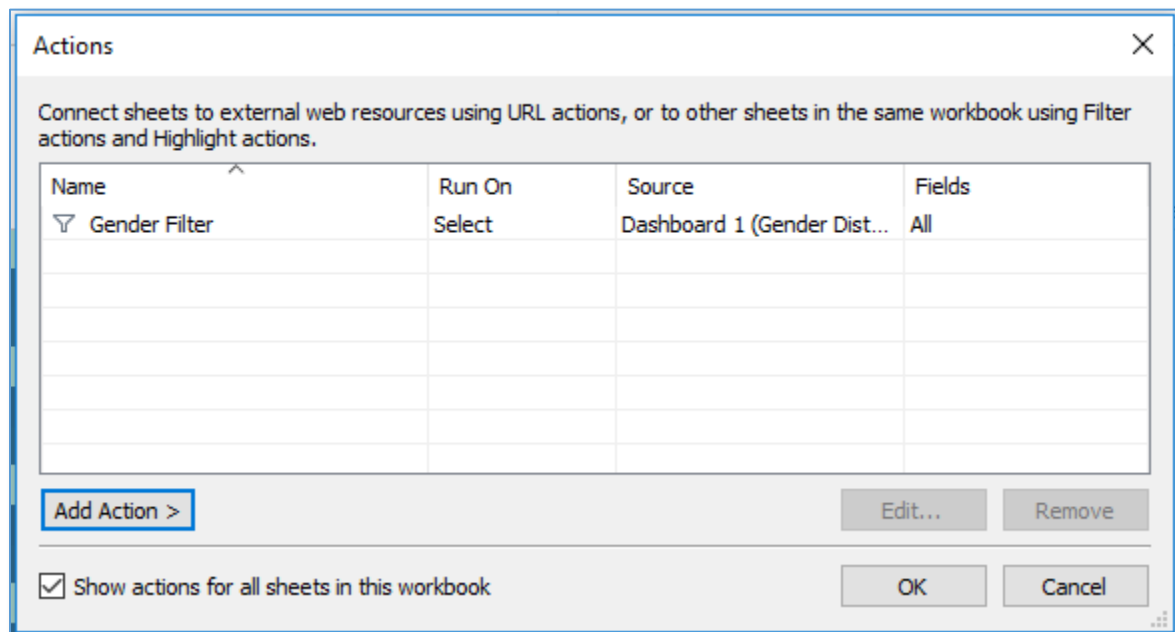 Actions
Connect sheets to external web resources using URL actions, or to other sheets in the same workbook using Filter
actions and Highlight actions.
Name Run On Source Fields
Gender Filter Select Dashboard 1 (Gender Dist... All
Add Action > Edit... Remove
Show actions for all sheets in this workbook OK Cancel